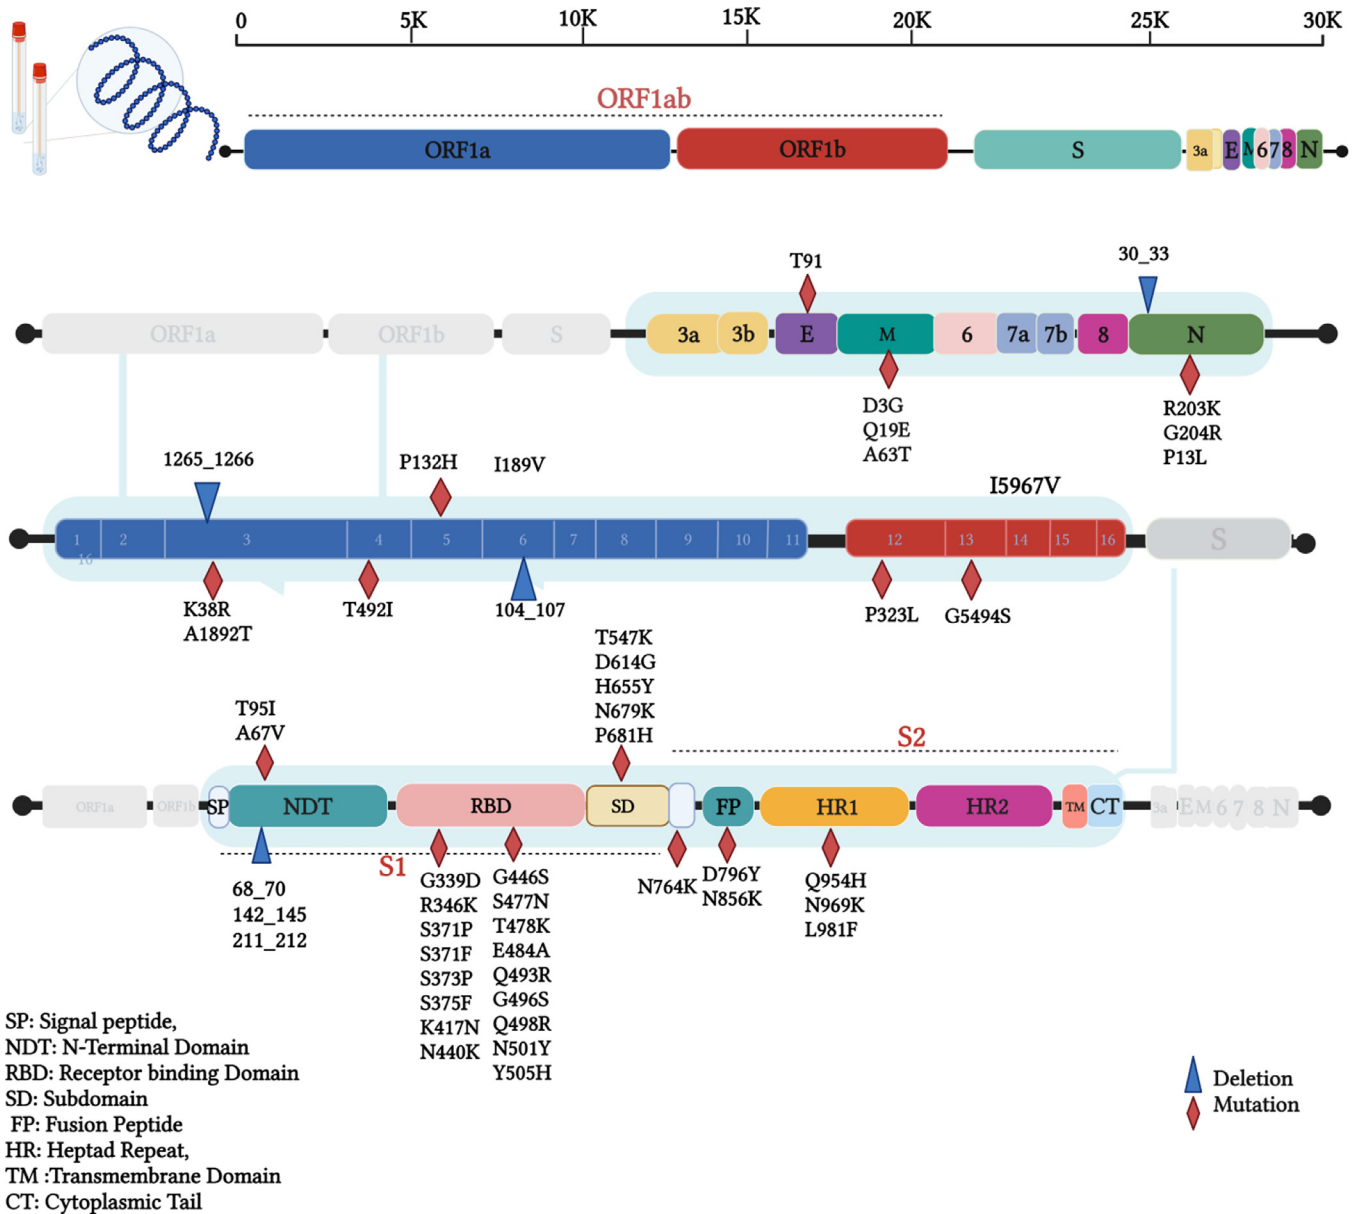 0 5K 10K 15K 20K 25K 30K
ORF1ab
ORF1a ORF1b S 3a E M 6 7 8 N
T91 30_33
ORF1a ORF1b S 3a 3b E M 6 7a 7b 8 N
D3G
Q19E
A63T
R203K
G204R
P13L
1265_1266 P132H I189V I5967V
1 2 3 4 5 6 7 8 9 10 11 12 13 14 15 16 S
16
K38R
A1892T
T492I 104_107 P323L G5494S
T547K
D614G
H655Y
N679K
P681H
T95I
A67V
S2
ORF1a ORF1b SP NDT RBD SD FP HR1 HR2 TM CT 3a E M 6 7 8 N
S1
68_70
142_145
211_212
G339D
R346K
S371P
S371F
S373P
S375F
K417N
N440K
G446S
S477N
T478K
E484A
Q493R
G496S
Q498R
N501Y
Y505H
N764K
D796Y
N856K
Q954H
N969K
L981F
SP: Signal peptide,
NDT: N-Terminal Domain
RBD: Receptor binding Domain
SD: Subdomain
FP: Fusion Peptide
HR: Heptad Repeat,
TM :Transmembrane Domain
CT: Cytoplasmic Tail
Deletion
Mutation